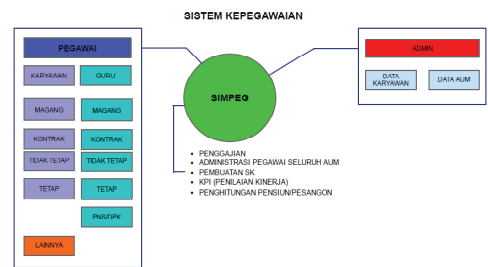 SISTEM KEPEGAWAIAN
PEGAWAI
KARYAWAN
GURU
MAGANG
MAGANG
KONTRAK
KONTRAK
TIDAK TETAP
TIDAK TETAP
TETAP
TETAP
PNS/DPK
LAINNYA
SIMPEG
• PENGGAJIAN
• ADMINISTRASI PEGAWAI SELURUH AUM
• PEMBUATAN SK
• KPI (PENILAIAN KINERJA)
• PENGHITUNGAN PENSIUN/PESANGON
ADMIN
DATA
KARYAWAN
DATA AUM